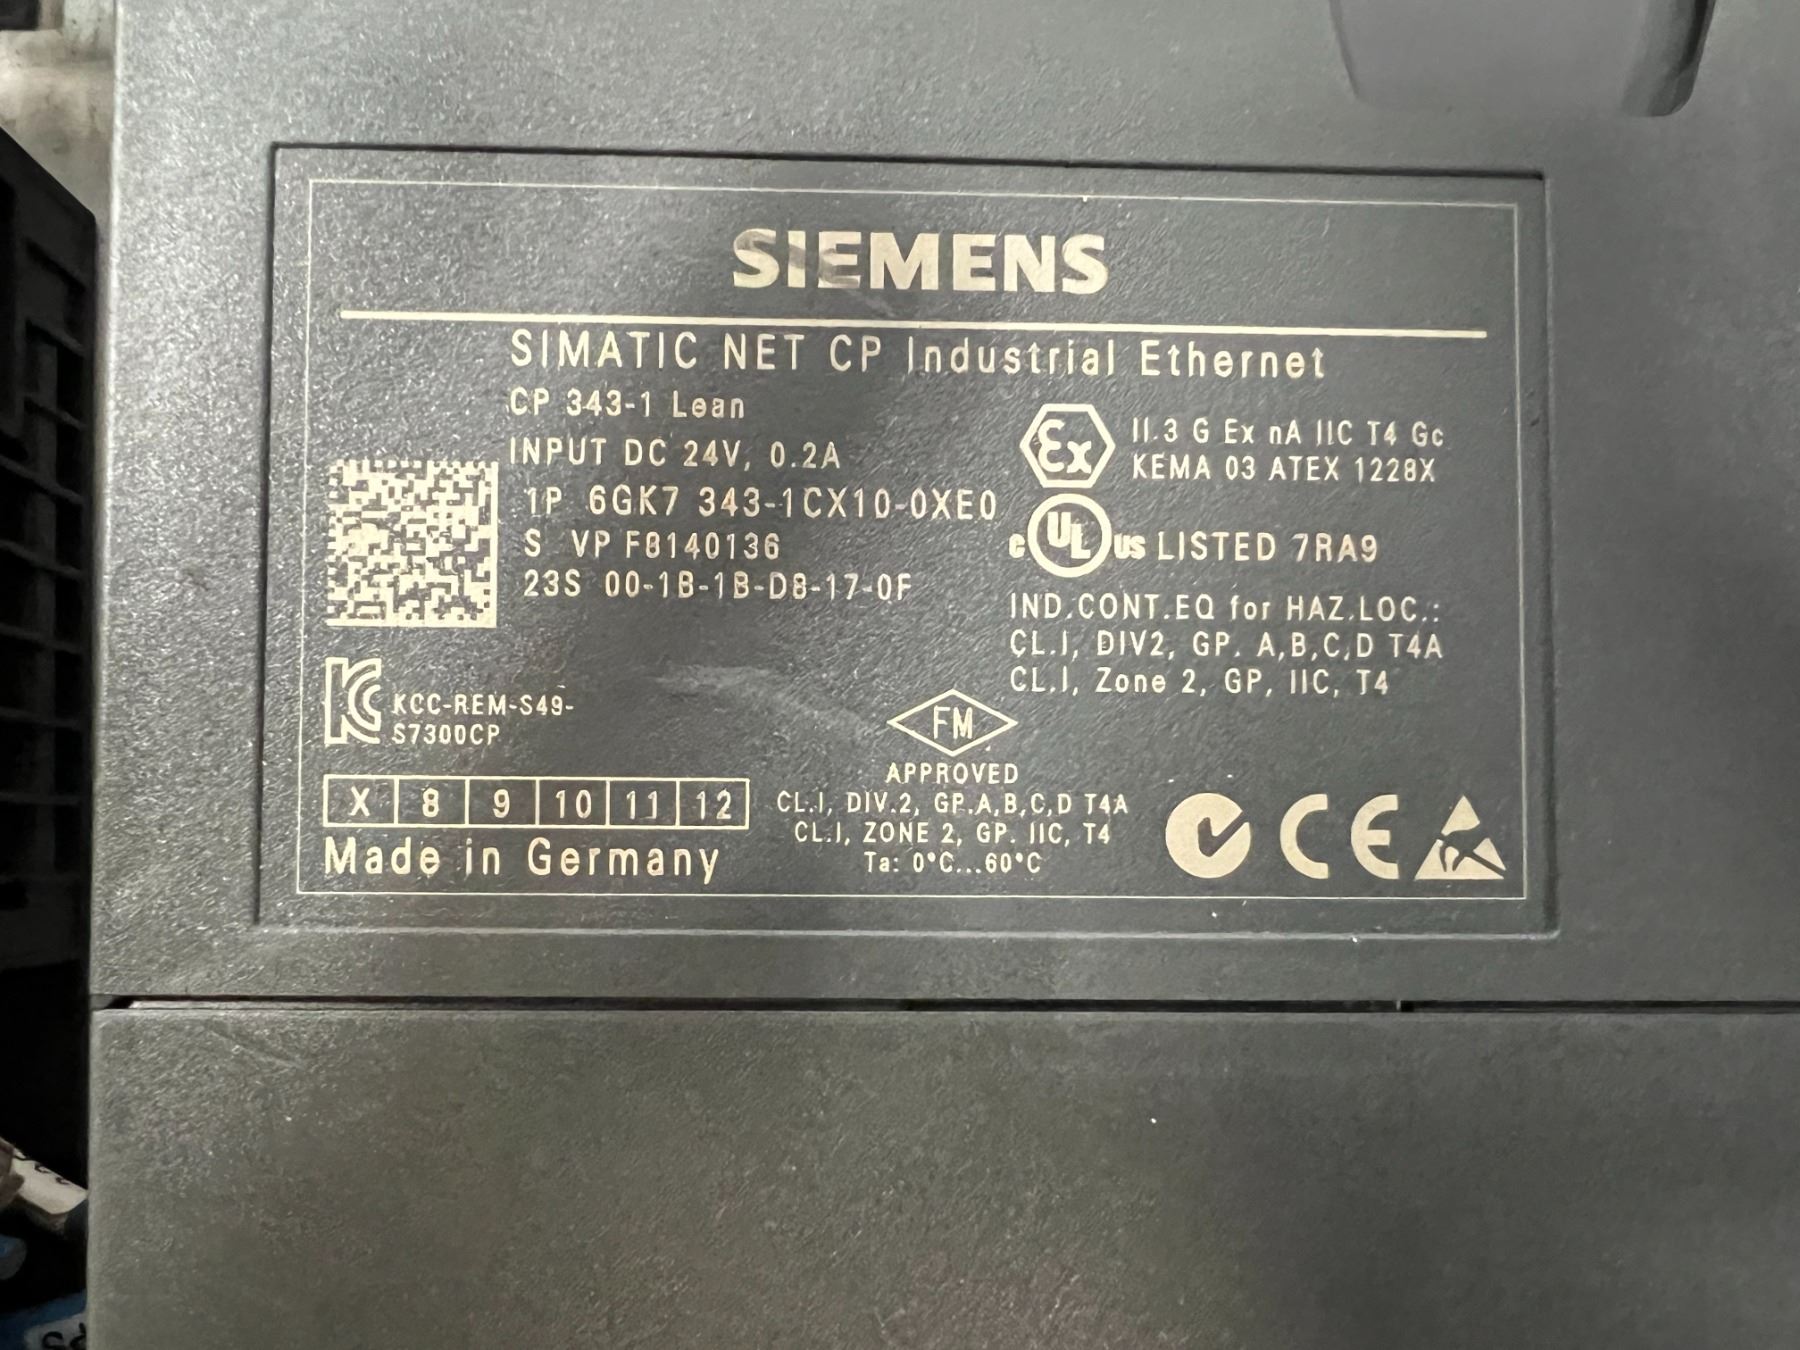 SIEMENS
SIMATIC NET CP Industrial Ethernet
CP 343-1 Lean
INPUT DC 24V, 0.2A
1P 6GK7 343-1CX10-0XE0
S VP F8140136
23S 00-1B-1B-D8-17-0F
Ex II 3 G Ex nA IIC T4 Gc
KEMA 03 ATEX 1228X
c UL us LISTED 7RA9
IND.CONT.EQ for HAZ.LOC.:
CL.I, DIV2, GP. A,B,C,D T4A
CL.I, Zone 2, GP, IIC, T4
KCC-REM-S49-
S7300CP
FM
APPROVED
CL.I, DIV.2, GP.A,B,C,D T4A
CL.I, ZONE 2, GP. IIC, T4
Ta: 0°C...60°C
X 8 9 10 11 12
Made in Germany
CE